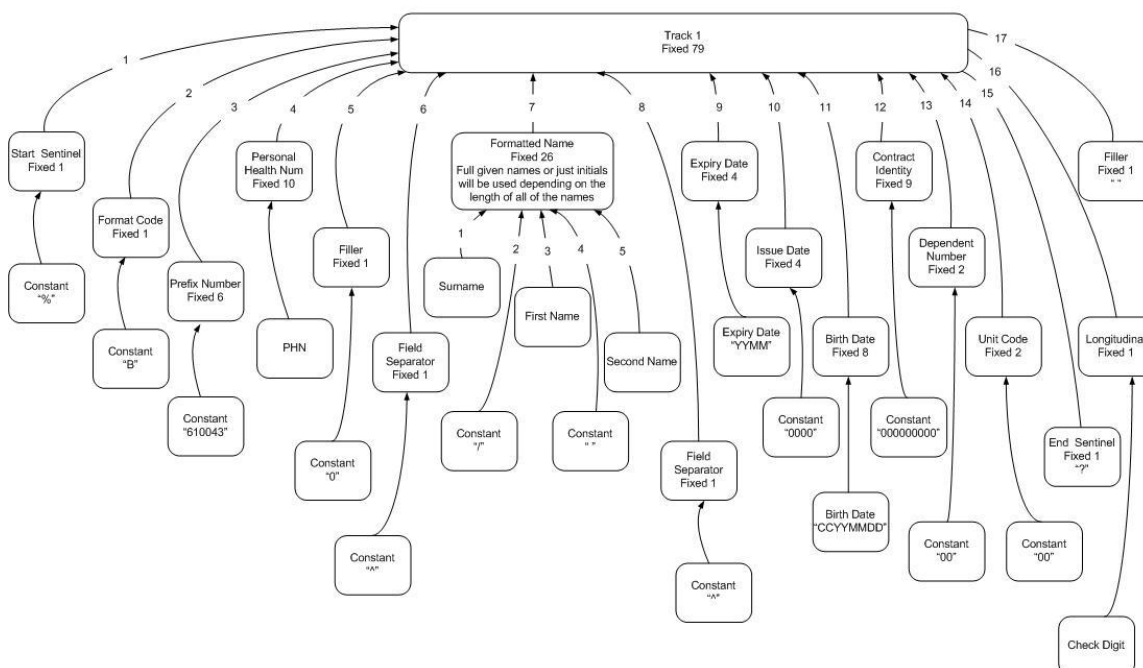 Track 1
Fixed 79
1
2
3
4
5
6
7
8
9
10
11
12
13
14
15
16
17
Start Sentinel
Fixed 1
Constant
“%”
Format Code
Fixed 1
Constant
“B”
Prefix Number
Fixed 6
Constant
“610043”
Personal
Health Num
Fixed 10
PHN
Filler
Fixed 1
Constant
“0”
Field
Separator
Fixed 1
Constant
“^”
Formatted Name
Fixed 26
Full given names or just initials
will be used depending on the
length of all of the names
1
2
3
4
5
Surname
Constant
“/”
First Name
Constant
“ ”
Second Name
Field
Separator
Fixed 1
Constant
“^”
Expiry Date
Fixed 4
Expiry Date
“YYMM”
Issue Date
Fixed 4
Constant
“0000”
Birth Date
Fixed 8
Birth Date
“CCYYMMDD”
Contract
Identity
Fixed 9
Constant
“000000000”
Dependent
Number
Fixed 2
Constant
“00”
Unit Code
Fixed 2
Constant
“00”
End Sentinel
Fixed 1
“?”
Longitudina
Fixed 1
Check Digit
Filler
Fixed 1
“ ”